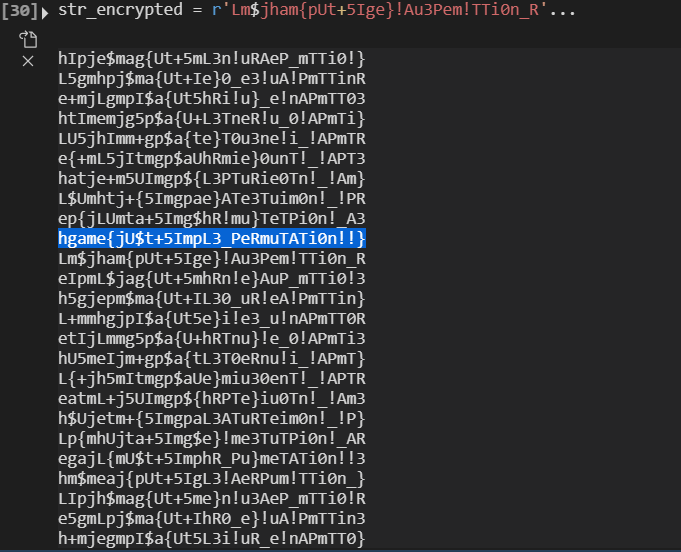 [30] str_encrypted = r'Lm$jham{pUt+5Ige}!Au3Pem!TTi0n_R'...
hIpje$mag{Ut+5mL3n!uRAeP_mTTi0!}
L5gmhpj$ma{Ut+Ie}0_e3!uA!PmTTinR
e+mjLgmpI$a{Ut5hRi!u}_e!nAPmTT03
htImemjg5p$a{U+L3TneR!u_0!APmTi}
LU5jhImm+gp$a{te}T0u3ne!i_!APmTR
e{+mL5jItmgp$aUhRmie}0unT!_!APT3
hatje+m5UImgp${L3PTuRie0Tn!_!Am}
L$Umhtj+{5Imgpae}ATe3Tuim0n!_!PR
ep{jLUmta+5Img$hR!mu}TeTPi0n!_A3
hgame{jU$t+5ImpL3_PeRmuTATi0n!!}
Lm$jham{pUt+5Ige}!Au3Pem!TTi0n_R
eIpmL$jag{Ut+5mhRn!e}AuP_mTTi0!3
h5gjepm$ma{Ut+IL30_uR!eA!PmTTin}
L+mmhgjpI$a{Ut5e}i!e3_u!nAPmTT0R
etIjLmmg5p$a{U+hRTnu}!e_0!APmTi3
hU5meIjm+gp$a{tL3T0eRnu!i_!APmT}
L{+jh5mItmgp$aUe}miu30enT!_!APTR
eatmL+j5UImgp${hRPTe}iu0Tn!_!Am3
h$Ujetm+{5ImgpaL3ATuRTeim0n!_!P}
Lp{mhUjta+5Img$e}!me3TuTPi0n!_AR
egajL{mU$t+5ImphR_Pu}meTATi0n!!3
hm$meaj{pUt+5IgL3!AeRPum!TTi0n_}
LIpjh$mag{Ut+5me}n!u3AeP_mTTi0!R
e5gmLpj$ma{Ut+IhR0_e}!uA!PmTTin3
h+mjegmpI$a{Ut5L3i!uR_e!nAPmTT0}